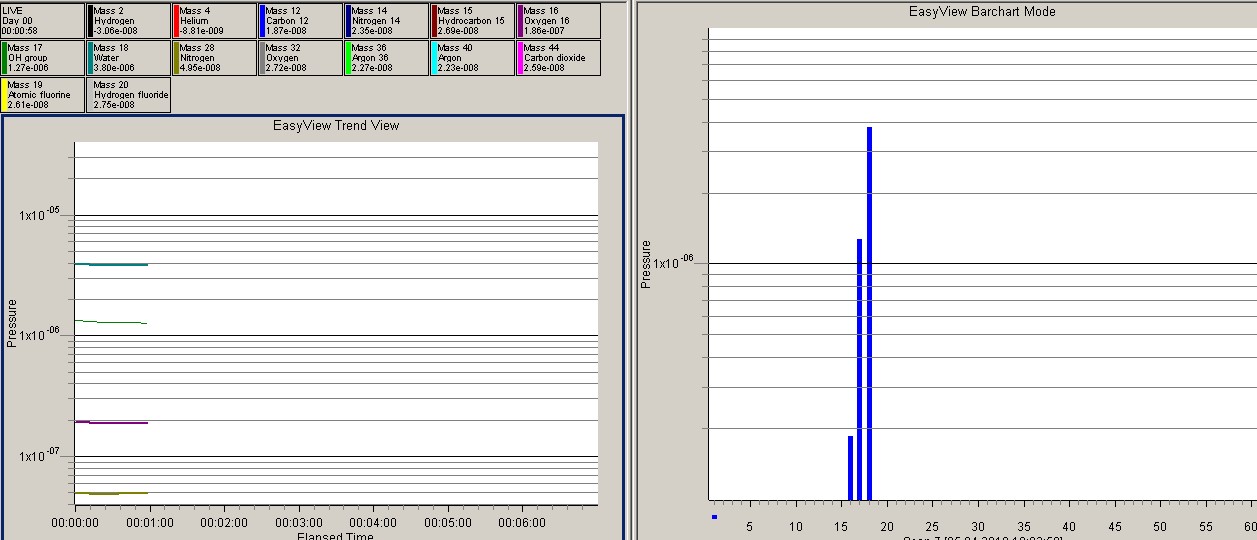 LIVE
Day 00
00:00:58
Mass 2
Hydrogen
-3.06e-008
Mass 4
Helium
-8.81e-009
Mass 12
Carbon 12
1.87e-008
Mass 14
Nitrogen 14
2.35e-008
Mass 15
Hydrocarbon 15
2.69e-008
Mass 16
Oxygen 16
1.86e-007
Mass 17
OH group
1.27e-006
Mass 18
Water
3.80e-006
Mass 28
Nitrogen
4.95e-008
Mass 32
Oxygen
2.72e-008
Mass 36
Argon 36
2.27e-008
Mass 40
Argon
2.23e-008
Mass 44
Carbon dioxide
2.59e-008
Mass 19
Atomic fluorine
2.61e-008
Mass 20
Hydrogen fluoride
2.75e-008
EasyView Trend View
Pressure
1x10-05
1x10-06
1x10-07
00:00:00 00:01:00 00:02:00 00:03:00 00:04:00 00:05:00 00:06:00
Elapsed Time
EasyView Barchart Mode
Pressure
1x10-06
5 10 15 20 25 30 35 40 45 50 55 60